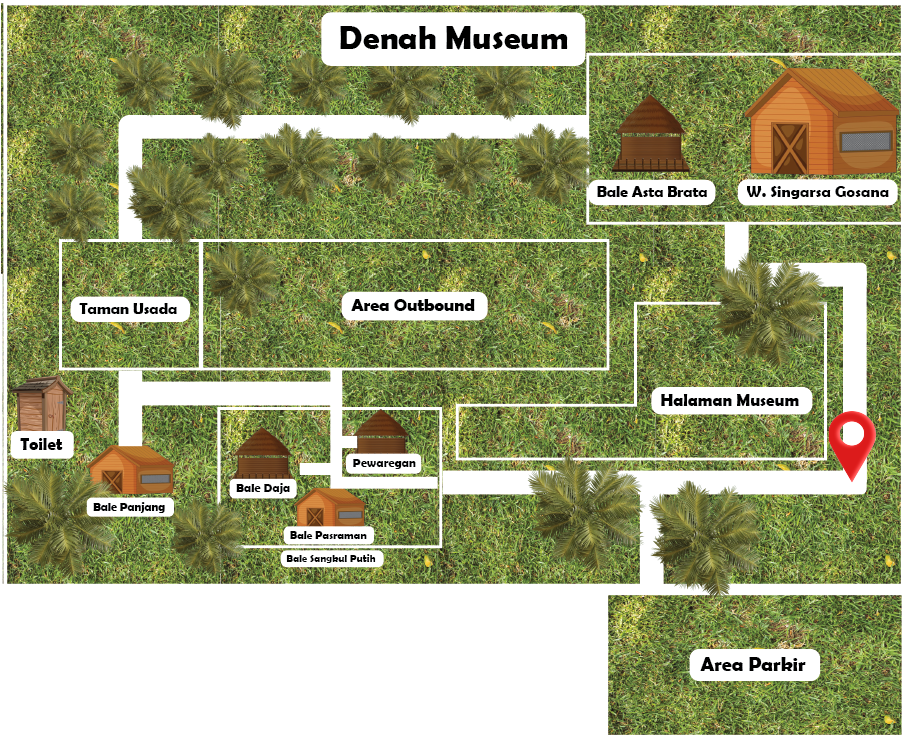 Denah Museum
Bale Asta Brata
W. Singarsa Gosana
Taman Usada
Area Outbound
Halaman Museum
Toilet
Pewaregan
Bale Daja
Bale Panjang
Bale Pasraman
Bale Sangkul Putih
Area Parkir